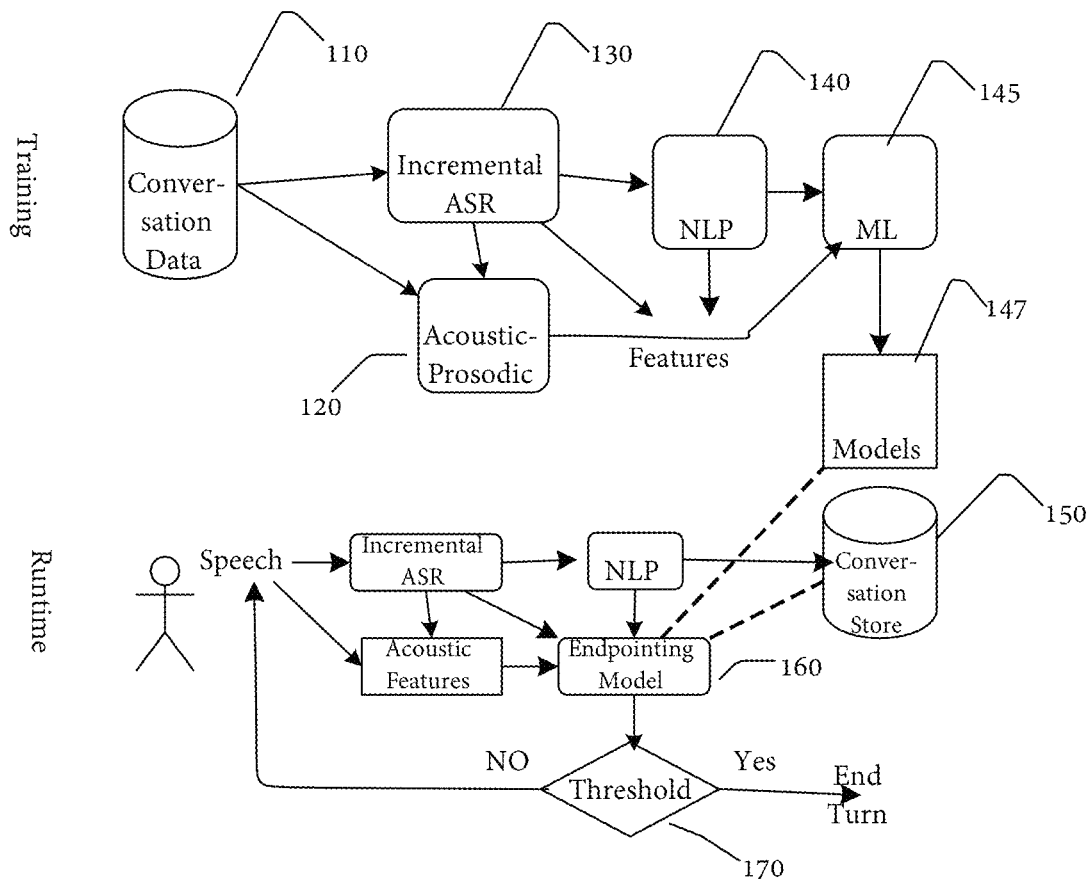 110
130
140
145
Training
Conver-
sation
Data
Incremental
ASR
NLP
ML
Acoustic-
Prosodic
120
Features
147
Models
150
Runtime
Speech
Incremental
ASR
NLP
Conver-
sation
Store
Acoustic
Features
Endpointing
Model
160
NO
Threshold
Yes
End
Turn
170